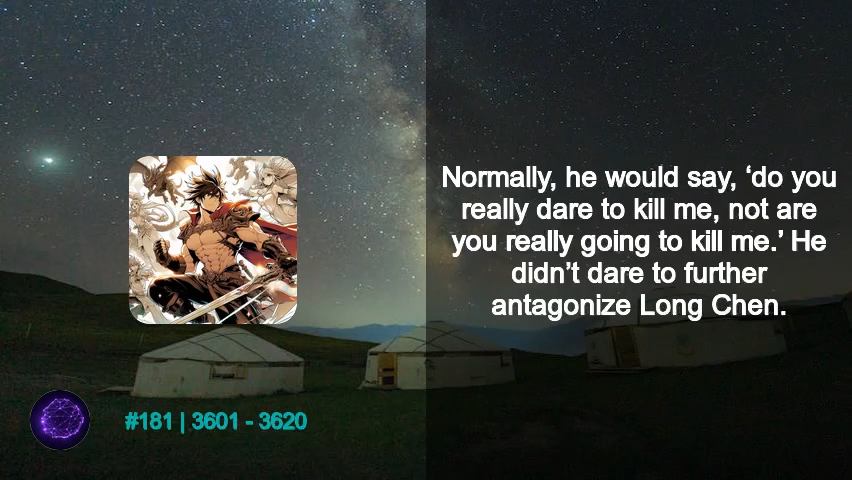 Normally, he would say, ‘do you
really dare to kill me, not are
you really going to kill me.’ He
didn’t dare to further
antagonize Long Chen.
#181 | 3601 - 3620